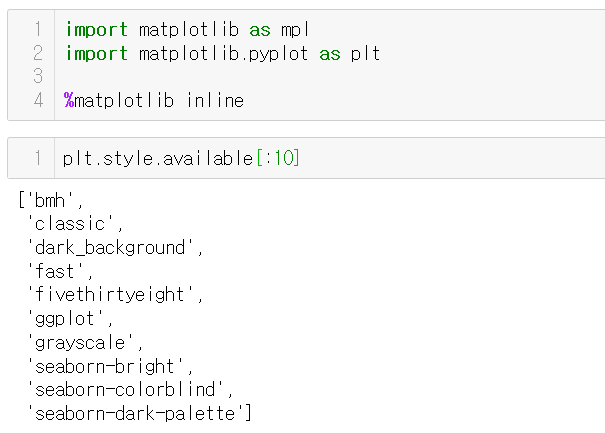 1 import matplotlib as mpl
2 import matplotlib.pyplot as plt
3
4 %matplotlib inline
1 plt.style.available[:10]
['bmh',
'classic',
'dark_background',
'fast',
'fivethirtyeight',
'ggplot',
'grayscale',
'seaborn-bright',
'seaborn-colorblind',
'seaborn-dark-palette']